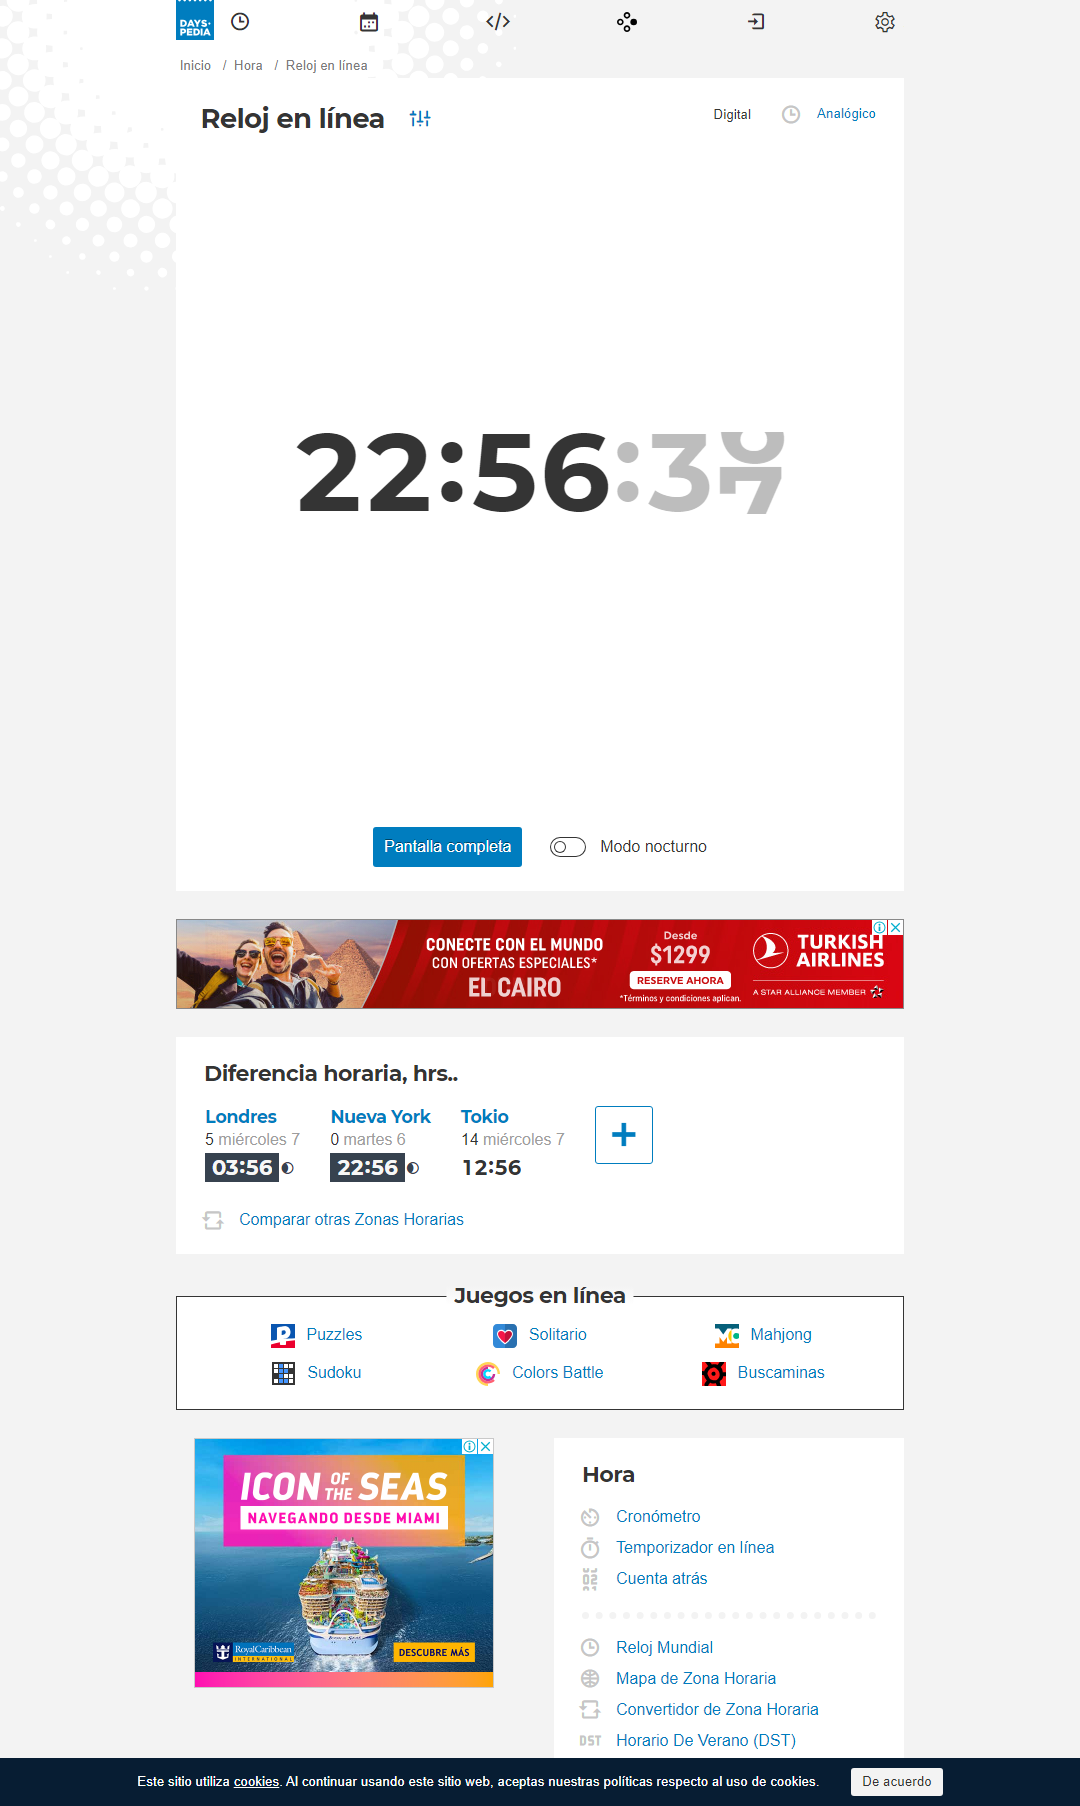 DAYS•
PEDIA
Inicio / Hora / Reloj en línea
Reloj en línea
Digital
Analógico
22:56:3
Pantalla completa
Modo nocturno
CONECTE CON EL MUNDO
CON OFERTAS ESPECIALES*
EL CAIRO
Desde
$1299
RESERVE AHORA
*Términos y condiciones aplican.
TURKISH
AIRLINES
A STAR ALLIANCE MEMBER
Diferencia horaria, hrs..
Londres
5 miércoles 7
03:56
Nueva York
0 martes 6
22:56
Tokio
14 miércoles 7
12:56
Comparar otras Zonas Horarias
Juegos en línea
Puzzles
Solitario
Mahjong
Sudoku
Colors Battle
Buscaminas
ICON OF THE SEAS
NAVEGANDO DESDE MIAMI
RoyalCaribbean
INTERNATIONAL
DESCUBRE MÁS
Hora
Cronómetro
Temporizador en línea
Cuenta atrás
Reloj Mundial
Mapa de Zona Horaria
Convertidor de Zona Horaria
DST Horario De Verano (DST)
Este sitio utiliza cookies. Al continuar usando este sitio web, aceptas nuestras políticas respecto al uso de cookies.
De acuerdo